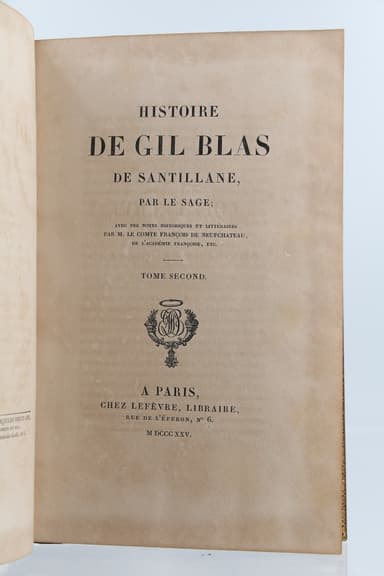 HISTOIRE
DE GIL BLAS
DE SANTILLANE,
PAR LE SAGE;
AVEC DES NOTES HISTORIQUES ET LITTÉRAIRES
PAR M. LE COMTE FRANÇOIS DE NEUFCHATEAU,
DE L'ACADÉMIE FRANÇOISE, ETC.
TOME SECOND.
A PARIS,
CHEZ LEFÈVRE, LIBRAIRE,
RUE DE L'ÉPERON, Nº 6.
M DCCC XXV.